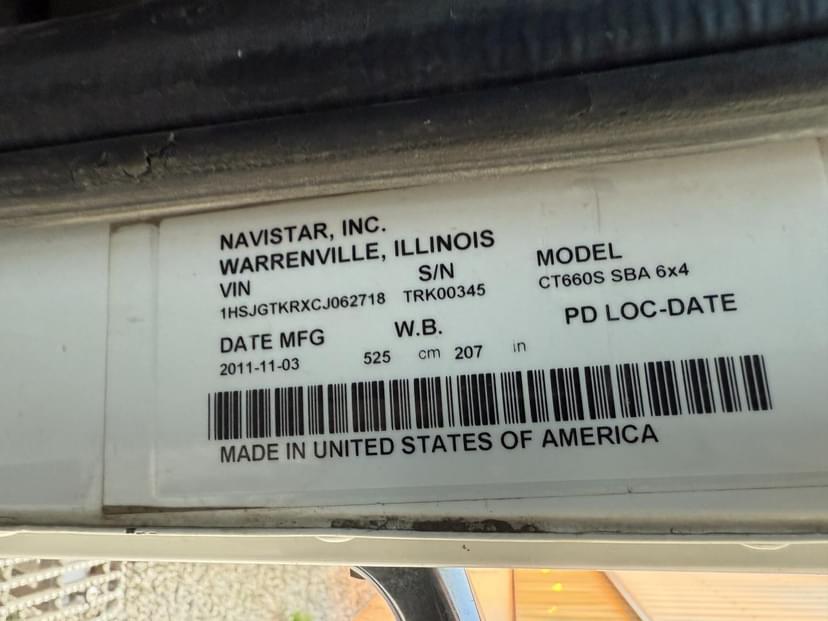 NAVISTAR, INC.
WARRENVILLE, ILLINOIS
VIN S/N MODEL
1HSJGTKRXCJ062718 TRK00345 CT660S SBA 6x4
DATE MFG W.B. PD LOC-DATE
2011-11-03 525 cm 207 in
MADE IN UNITED STATES OF AMERICA